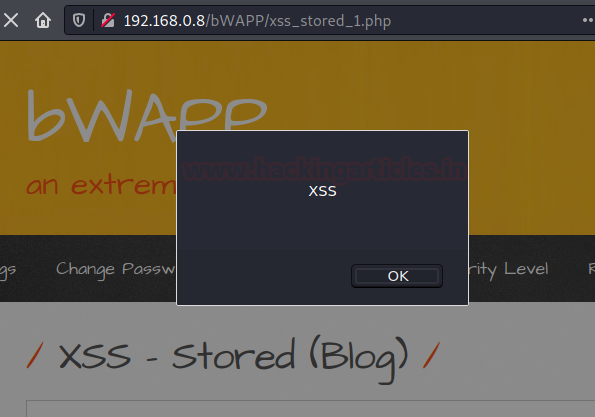 192.168.0.8/bWAPP/xss_stored_1.php
bWAPP
an extrem
www.hackingarticles.in
XSS
OK
gs Change Passw rity Level R
/ XSS - Stored (Blog) /